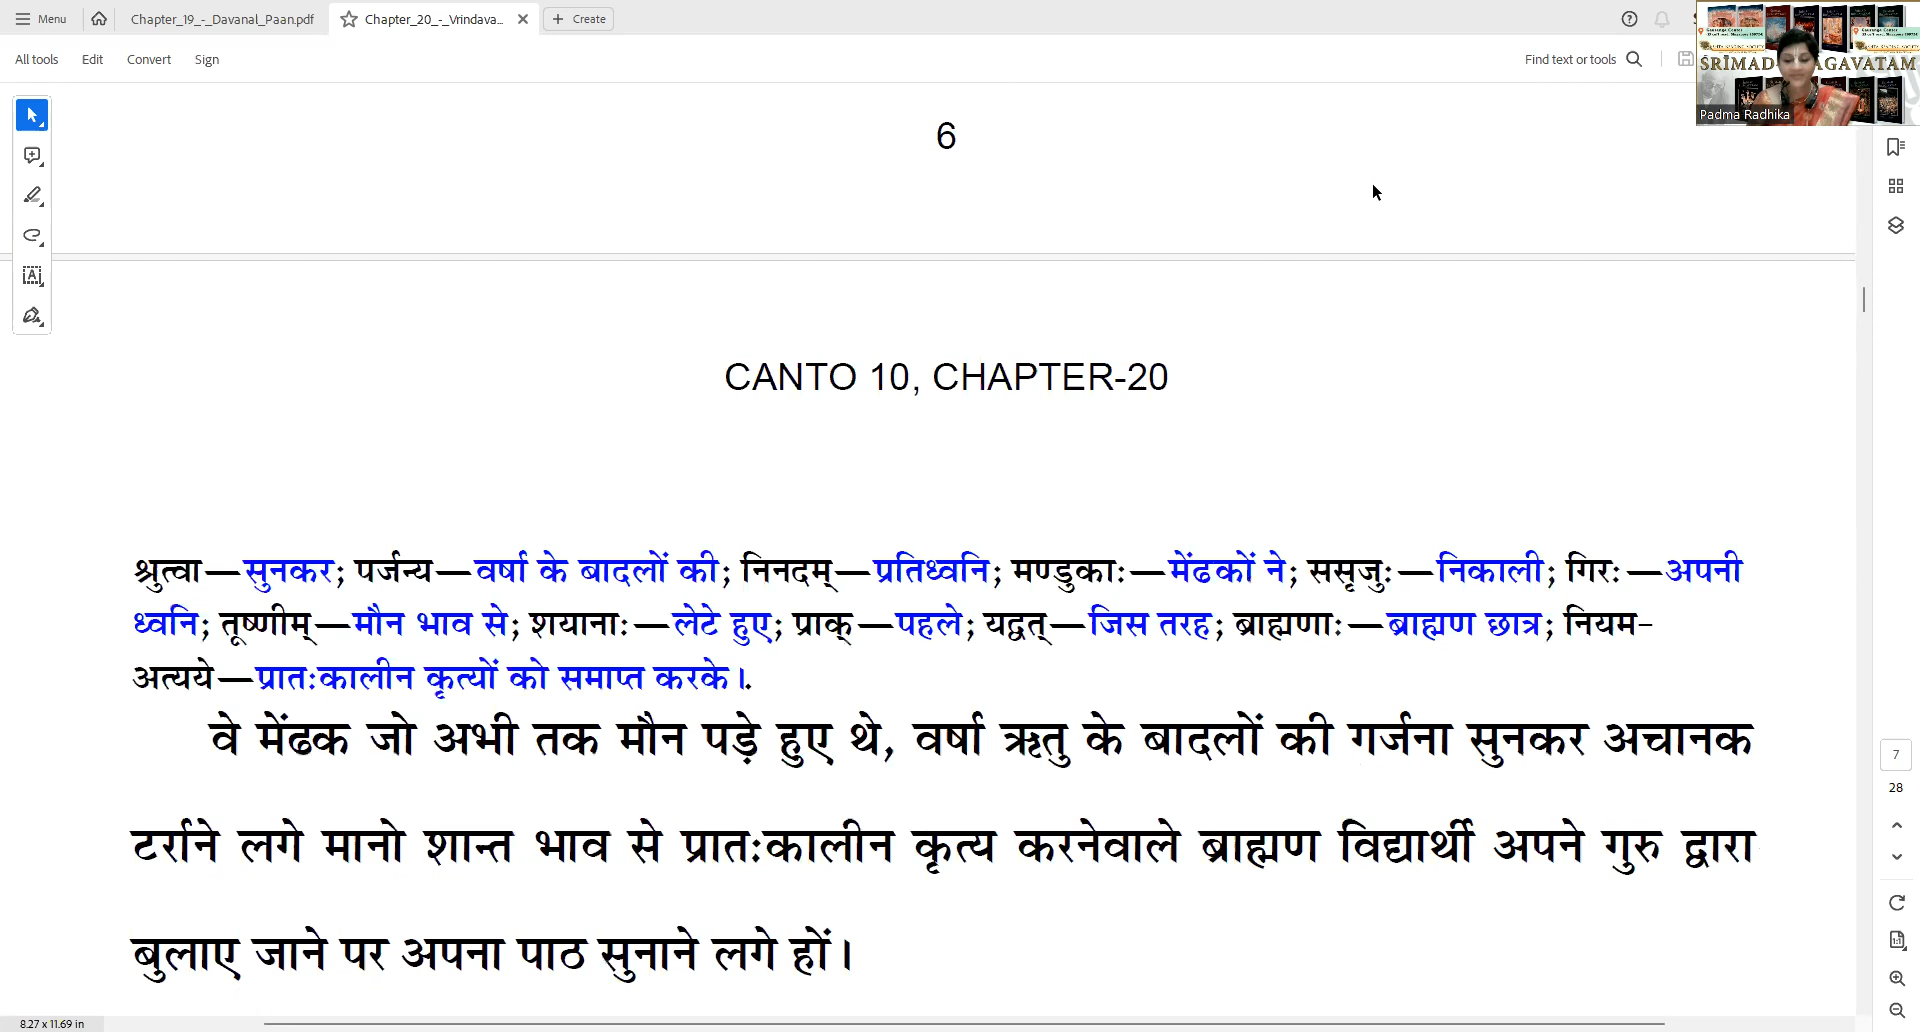 Menu
Chapter_19_-_Davanal_Paan.pdf
Chapter_20_-_Vrindava...
Create
All tools
Edit
Convert
Sign
Find text or tools
SRIMAD
AGAVATAM
Padma Radhika
6
CANTO 10, CHAPTER-20
श्रुत्वा—सुनकर; पर्जन्य—वर्षा के बादलों की; निनदम्—प्रतिध्वनि; मण्डुकाः—मेंढकों ने; ससृजुः—निकाली; गिरः—अपनी
ध्वनि; तूष्णीम्—मौन भाव से; शयानाः—लेटे हुए; प्राक्—पहले; यद्वत्—जिस तरह; ब्राह्मणाः—ब्राह्मण छात्र; नियम-
अत्यये—प्रातःकालीन कृत्यों को समाप्त करके।.
वे मेंढक जो अभी तक मौन पड़े हुए थे, वर्षा ऋतु के बादलों की गर्जना सुनकर अचानक
टर्राने लगे मानो शान्त भाव से प्रातःकालीन कृत्य करनेवाले ब्राह्मण विद्यार्थी अपने गुरु द्वारा
बुलाए जाने पर अपना पाठ सुनाने लगे हों।
7
28
8.27 x 11.69 in